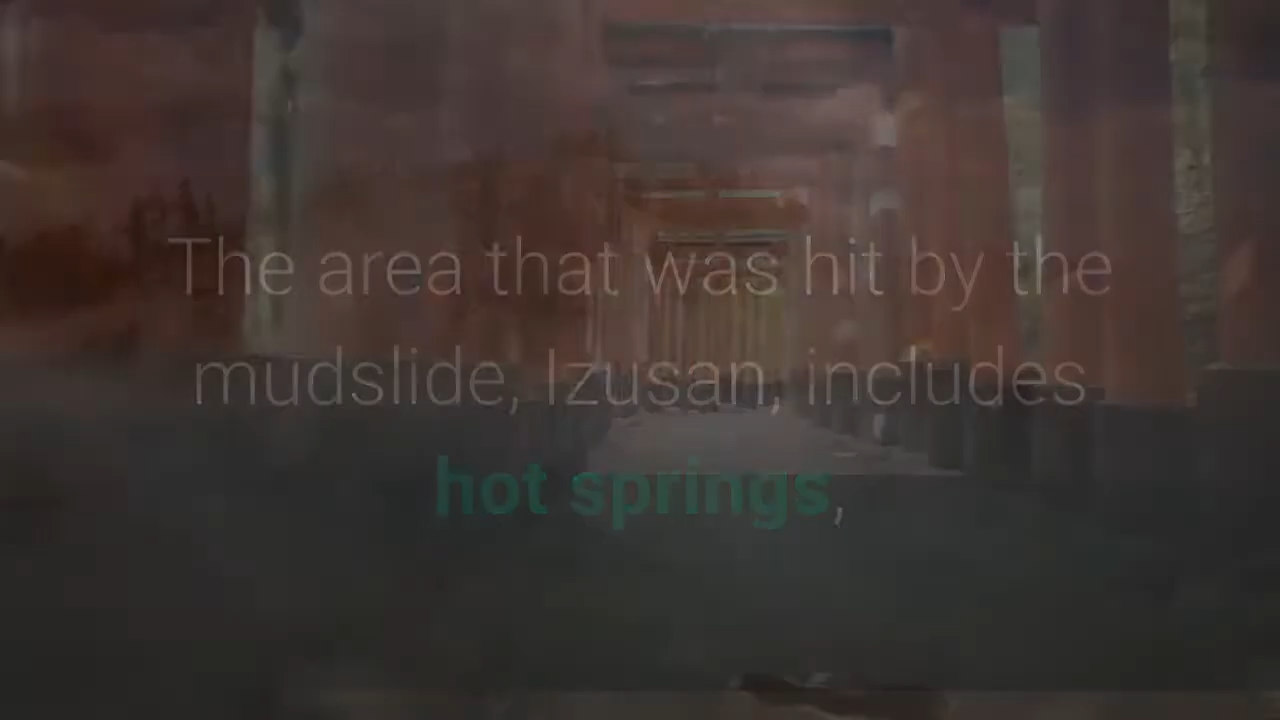 The area that was hit by the
mudslide, Izusan, includes
hot springs,